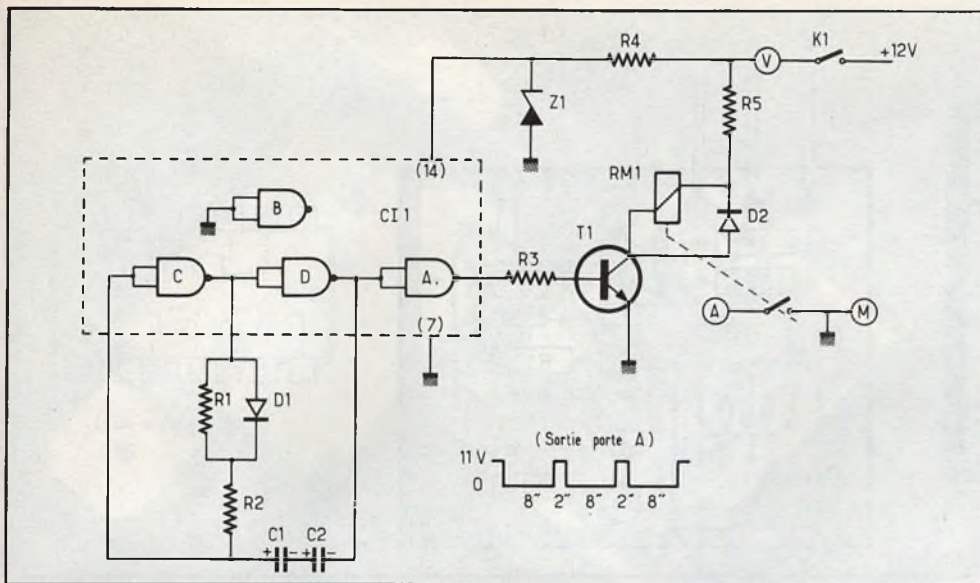 R4
V
K1
+12V
Z1
R5
(14)
RM1
B
CI 1
D2
T1
C
D
A.
R3
A
M
(7)
R1
D1
(Sortie porte A)
11 V
0
8" 2" 8" 2" 8"
R2
C1 C2
+ - + -